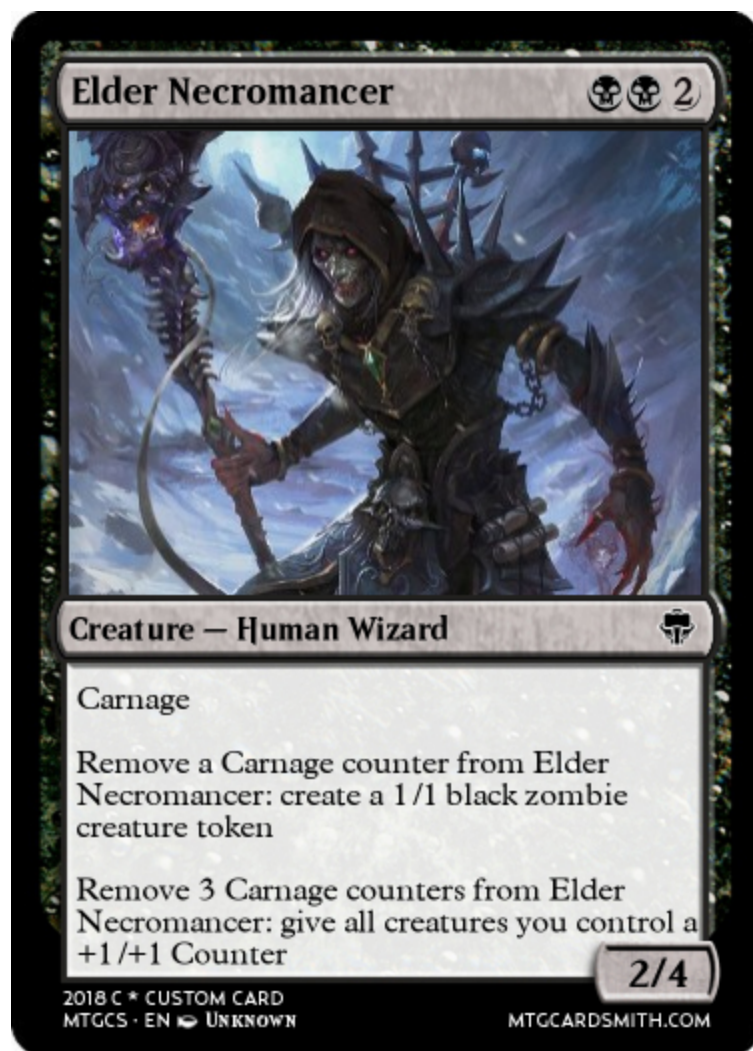 Elder Necromancer 2
Creature — Human Wizard
Carnage
Remove a Carnage counter from Elder
Necromancer: create a 1/1 black zombie
creature token
Remove 3 Carnage counters from Elder
Necromancer: give all creatures you control a
+1/+1 Counter
2/4
2018 C * CUSTOM CARD
MTGCS · EN UNKNOWN
MTGCARDSMITH.COM